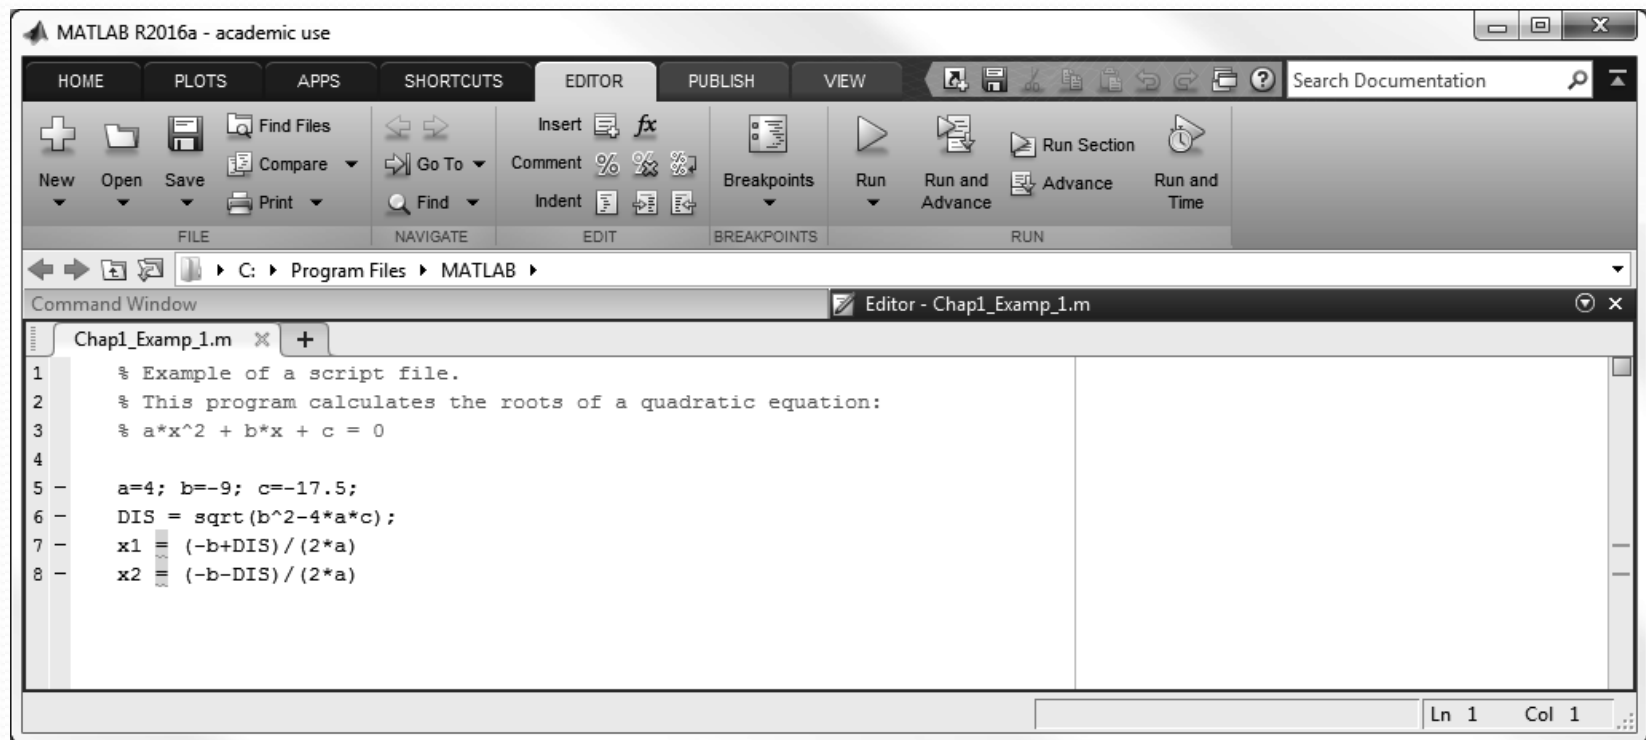 MATLAB R2016a - academic use
HOME PLOTS APPS SHORTCUTS EDITOR PUBLISH VIEW Search Documentation
Find Files Insert fx
Compare Go To Comment Run Section
New Open Save Breakpoints Run Run and Advance Advance Run and Time
Print Find Indent
FILE NAVIGATE EDIT BREAKPOINTS RUN
C: Program Files MATLAB
Command Window Editor - Chap1_Examp_1.m
Chap1_Examp_1.m
1 % Example of a script file.
2 % This program calculates the roots of a quadratic equation:
3 % a*x^2 + b*x + c = 0
4
5 – a=4; b=-9; c=-17.5;
6 – DIS = sqrt(b^2-4*a*c);
7 – x1 = (-b+DIS)/(2*a)
8 – x2 = (-b-DIS)/(2*a)
Ln 1 Col 1